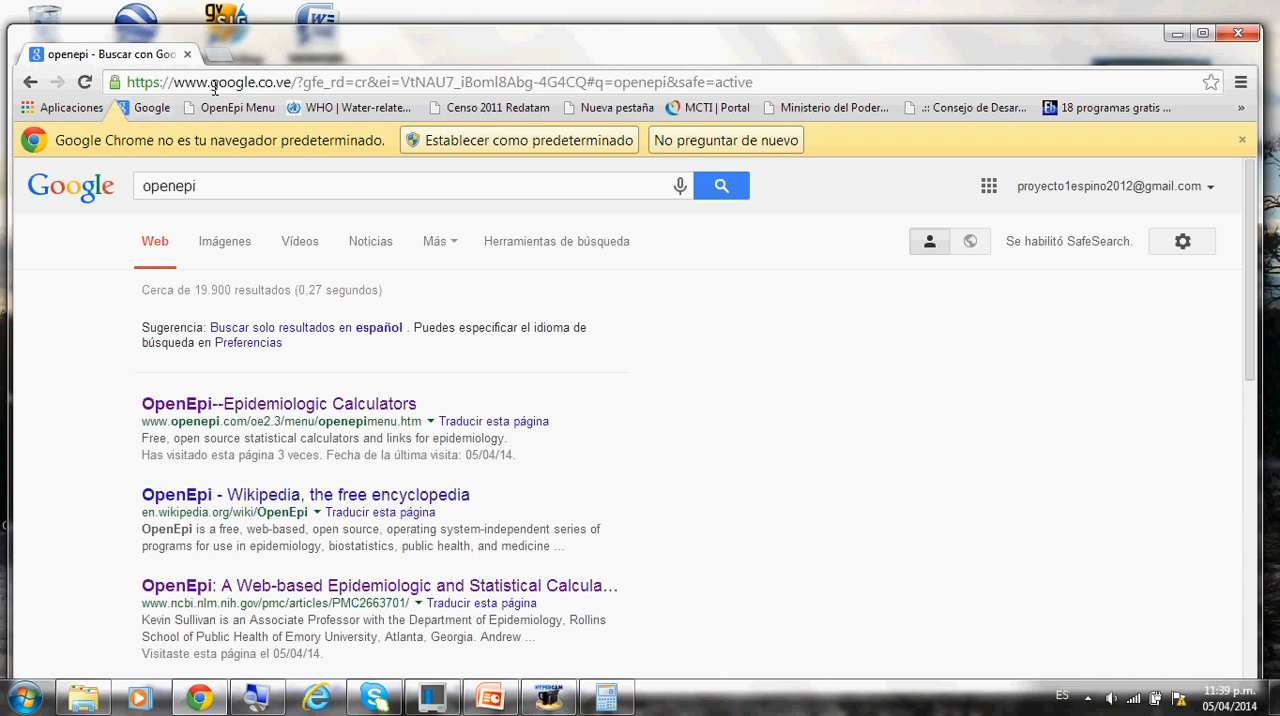 openepi - Buscar con Goo
https://www.google.co.ve/?gfe_rd=cr&ei=VtNAU7_iBomI8Abg-4G4CQ#q=openepi&safe=active
Aplicaciones Google OpenEpi Menu WHO | Water-relate... Censo 2011 Redatam Nueva pestaña MCTI | Portal Ministerio del Poder... .:: Consejo de Desar... 18 programas gratis ... »
Google Chrome no es tu navegador predeterminado. Establecer como predeterminado No preguntar de nuevo
Google openepi proyecto1espino2012@gmail.com
Web Imágenes Vídeos Noticias Más Herramientas de búsqueda Se habilitó SafeSearch.
Cerca de 19.900 resultados (0,27 segundos)
Sugerencia: Buscar solo resultados en español . Puedes especificar el idioma de
búsqueda en Preferencias
OpenEpi--Epidemiologic Calculators
www.openepi.com/oe2.3/menu/openepimenu.htm Traducir esta página
Free, open source statistical calculators and links for epidemiology.
Has visitado esta página 3 veces. Fecha de la última visita: 05/04/14.
OpenEpi - Wikipedia, the free encyclopedia
en.wikipedia.org/wiki/OpenEpi Traducir esta página
OpenEpi is a free, web-based, open source, operating system-independent series of
programs for use in epidemiology, biostatistics, public health, and medicine ...
OpenEpi: A Web-based Epidemiologic and Statistical Calcula...
www.ncbi.nlm.nih.gov/pmc/articles/PMC2663701/ Traducir esta página
Kevin Sullivan is an Associate Professor with the Department of Epidemiology, Rollins
School of Public Health of Emory University, Atlanta, Georgia. Andrew ...
Visitaste esta página el 05/04/14.
HYPERCAM
ES 11:39 p.m.
05/04/2014